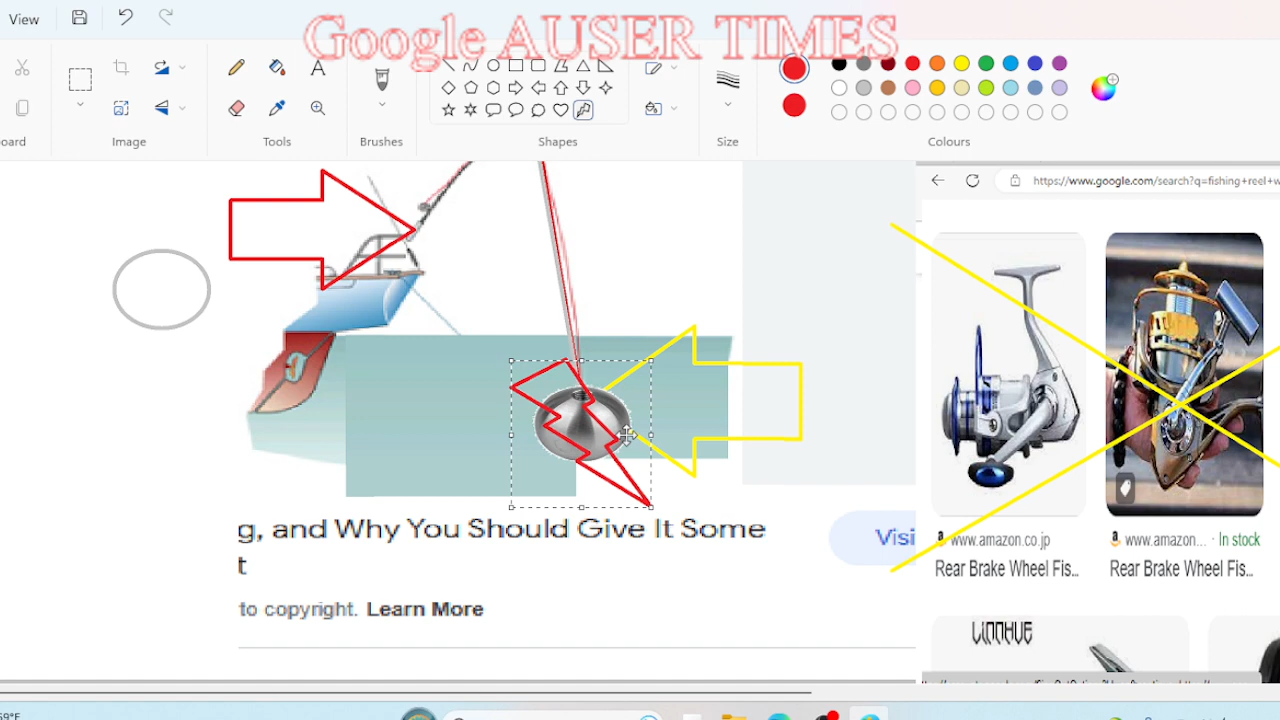 View
Google AUSER TIMES
Image
Tools
Brushes
Shapes
Size
Colours
https://www.google.com/search?q=fishing+reel+w
g, and Why You Should Give It Some
t
Visi
to copyright. Learn More
www.amazon.co.jp
Rear Brake Wheel Fis...
www.amazon... · In stock
Rear Brake Wheel Fis...